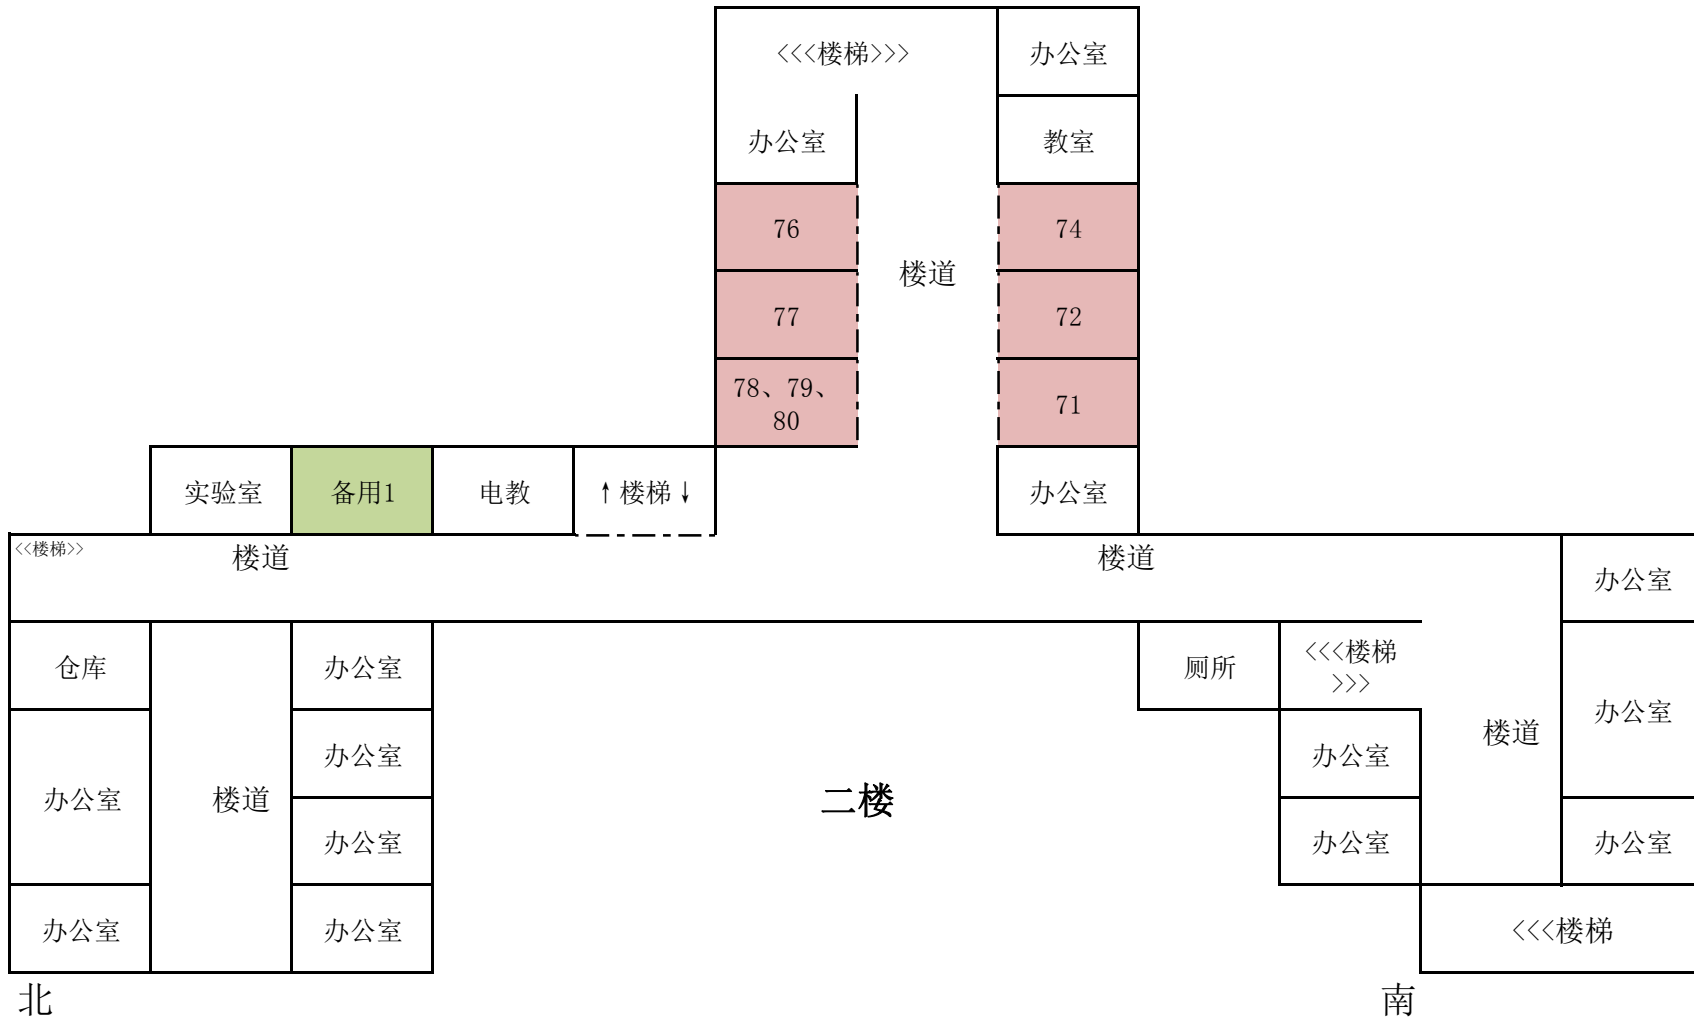 <<<楼梯>>>
办公室
办公室
教室
76
74
楼道
77
72
78、79、
80
71
实验室
备用1
电教
↑楼梯↓
办公室
<<楼梯>>
楼道
楼道
办公室
仓库
办公室
厕所
<<<楼梯
>>>
办公室
办公室
办公室
楼道
办公室
楼道
二楼
办公室
办公室
办公室
办公室
办公室
<<<楼梯
北
南